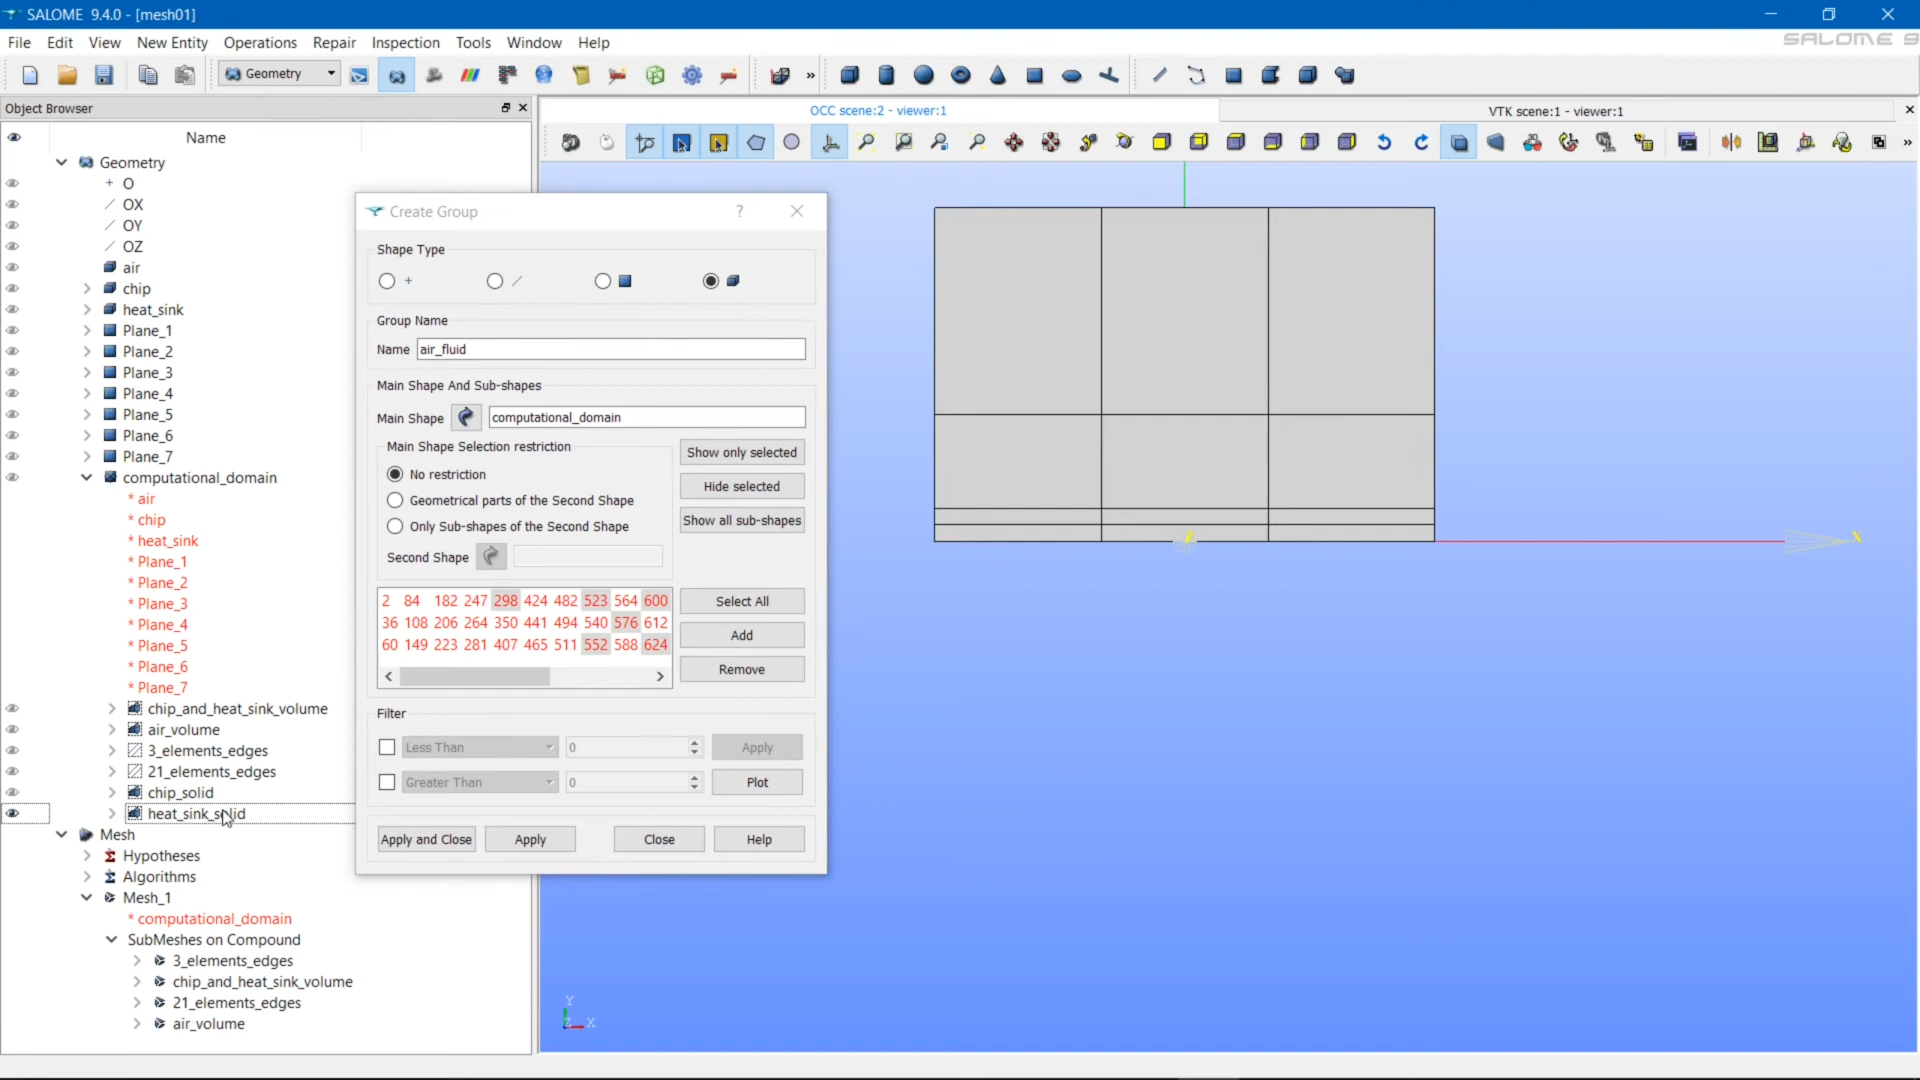 SALOME 9.4.0 - [mesh01]
File Edit View New Entity Operations Repair Inspection Tools Window Help
SALOME 9
Geometry
Object Browser
OCC scene:2 - viewer:1
VTK scene:1 - viewer:1
Name
Geometry
O
OX
OY
OZ
air
chip
heat_sink
Plane_1
Plane_2
Plane_3
Plane_4
Plane_5
Plane_6
Plane_7
computational_domain
* air
* chip
* heat_sink
* Plane_1
* Plane_2
* Plane_3
* Plane_4
* Plane_5
* Plane_6
* Plane_7
chip_and_heat_sink_volume
air_volume
3_elements_edges
21_elements_edges
chip_solid
heat_sink_solid
Mesh
Hypotheses
Algorithms
Mesh_1
* computational_domain
SubMeshes on Compound
3_elements_edges
chip_and_heat_sink_volume
21_elements_edges
air_volume
Create Group
?
Shape Type
Group Name
Name air_fluid
Main Shape And Sub-shapes
Main Shape computational_domain
Main Shape Selection restriction
No restriction
Geometrical parts of the Second Shape
Only Sub-shapes of the Second Shape
Second Shape
Show only selected
Hide selected
Show all sub-shapes
2 84 182 247 298 424 482 523 564 600
36 108 206 264 350 441 494 540 576 612
60 149 223 281 407 465 511 552 588 624
Select All
Add
Remove
Filter
Less Than 0 Apply
Greater Than 0 Plot
Apply and Close Apply Close Help
Z
X
Y
Z X